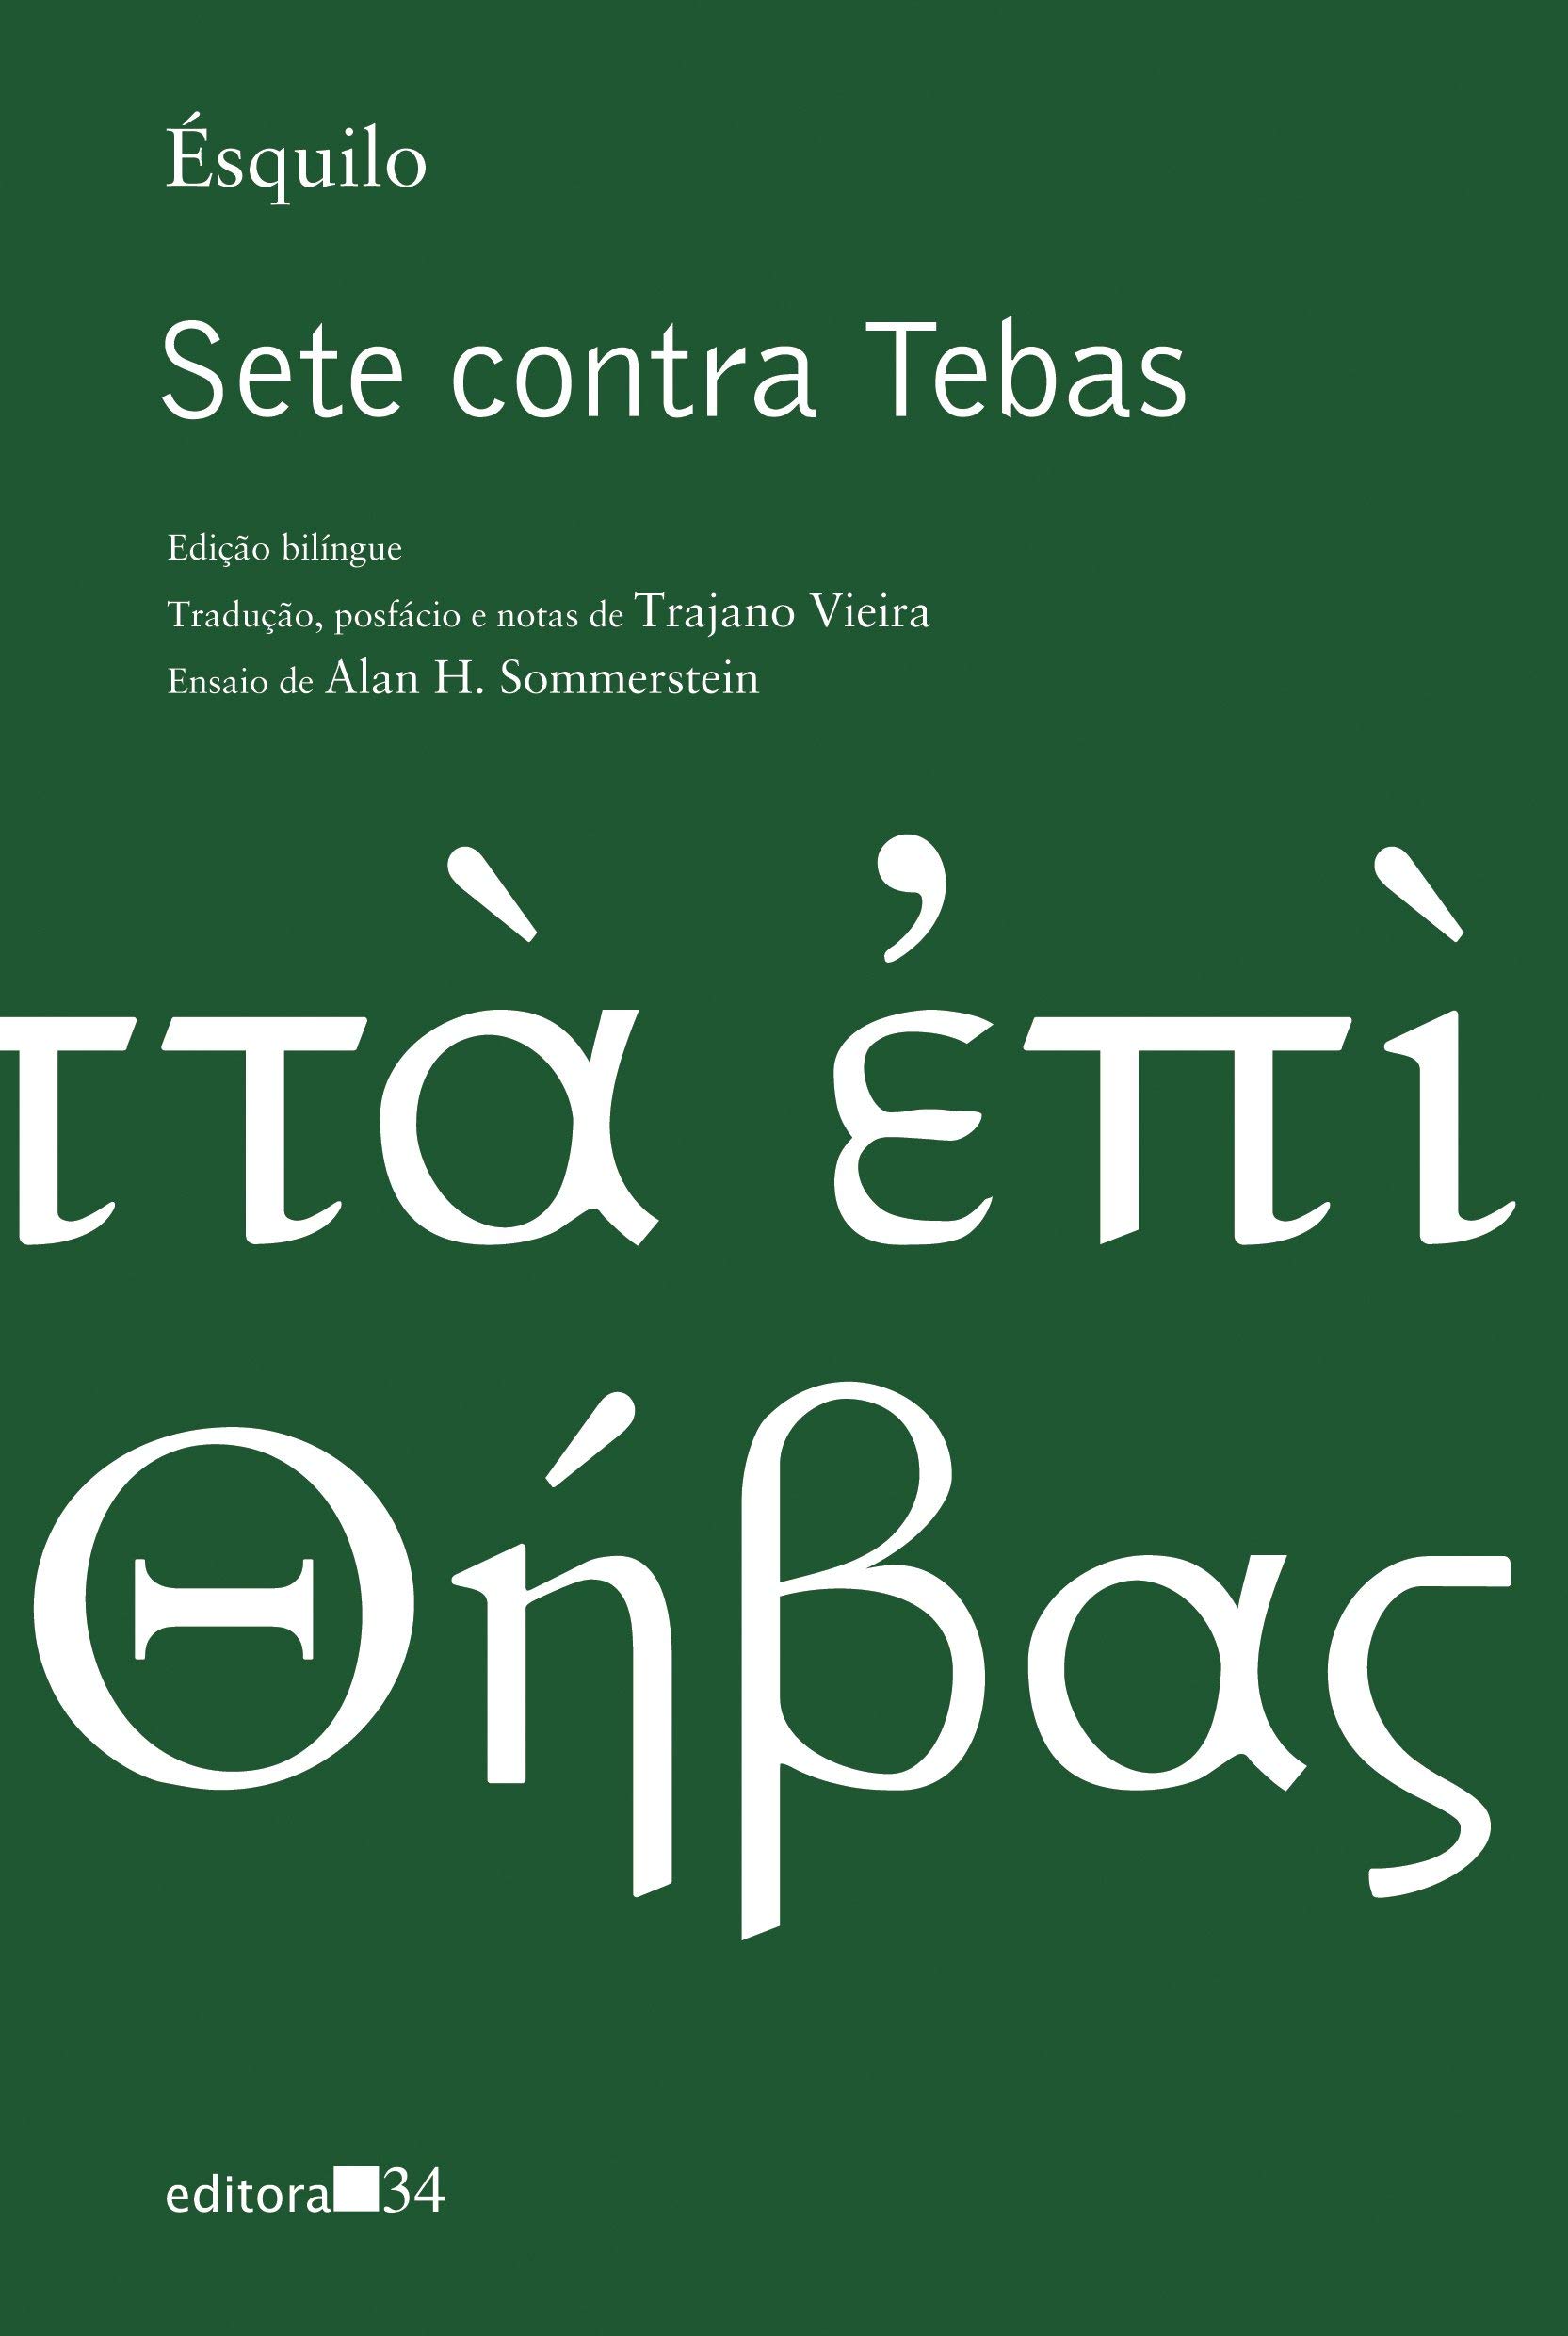 Ésquilo
Sete contra Tebas
Edição bilíngue
Tradução, posfácio e notas de Trajano Vieira
Ensaio de Alan H. Sommerstein
πτὰ ἐπὶ
Θήβας
editora 34